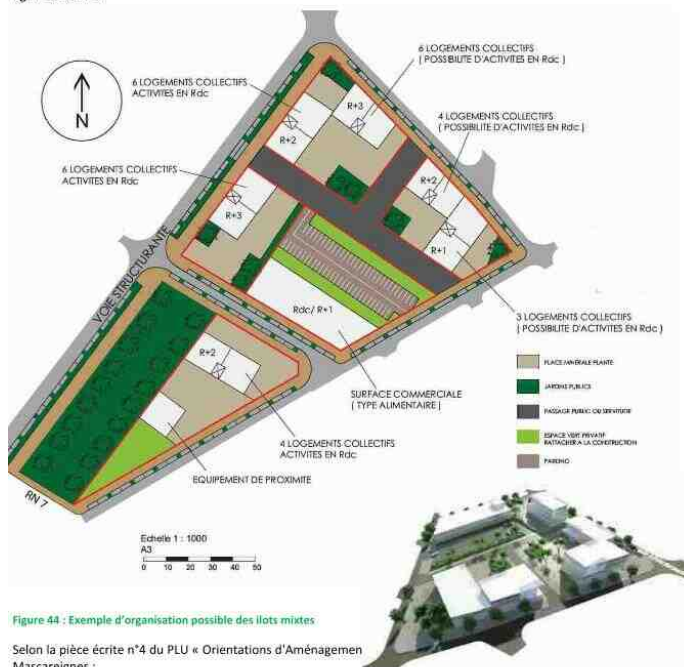 6 LOGEMENTS COLLECTIFS
( POSSIBILITE D'ACTIVITES EN Rdc )
6 LOGEMENTS COLLECTIFS
ACTIVITES EN Rdc
4 LOGEMENTS COLLECTIFS
( POSSIBILITE D'ACTIVITES EN Rdc )
N
R+3
R+2
6 LOGEMENTS COLLECTIFS
ACTIVITES EN Rdc
R+2
R+3
R+1
VOIE STRUCTURANTE
3 LOGEMENTS COLLECTIFS
( POSSIBILITE D'ACTIVITES EN Rdc )
Rdc/ R+1
R+2
PLACE MINERALE PLANTE
JARDINS PUBLICS
SURFACE COMMERCIALE
( TYPE ALIMENTAIRE )
PASSAGE PUBLIC OU SERVITUDE
ESPACE VERT PRIVATIF
RATTACHER A LA CONSTRUCTION
4 LOGEMENTS COLLECTIFS
ACTIVITES EN Rdc
PARKING
EQUIPEMENT DE PROXIMITE
RN 7
Echelle 1 : 1000
A3
0 10 20 30 40 50
Figure 44 : Exemple d'organisation possible des ilots mixtes
Selon la pièce écrite n°4 du PLU « Orientations d'Aménagemen
Mascareignes :